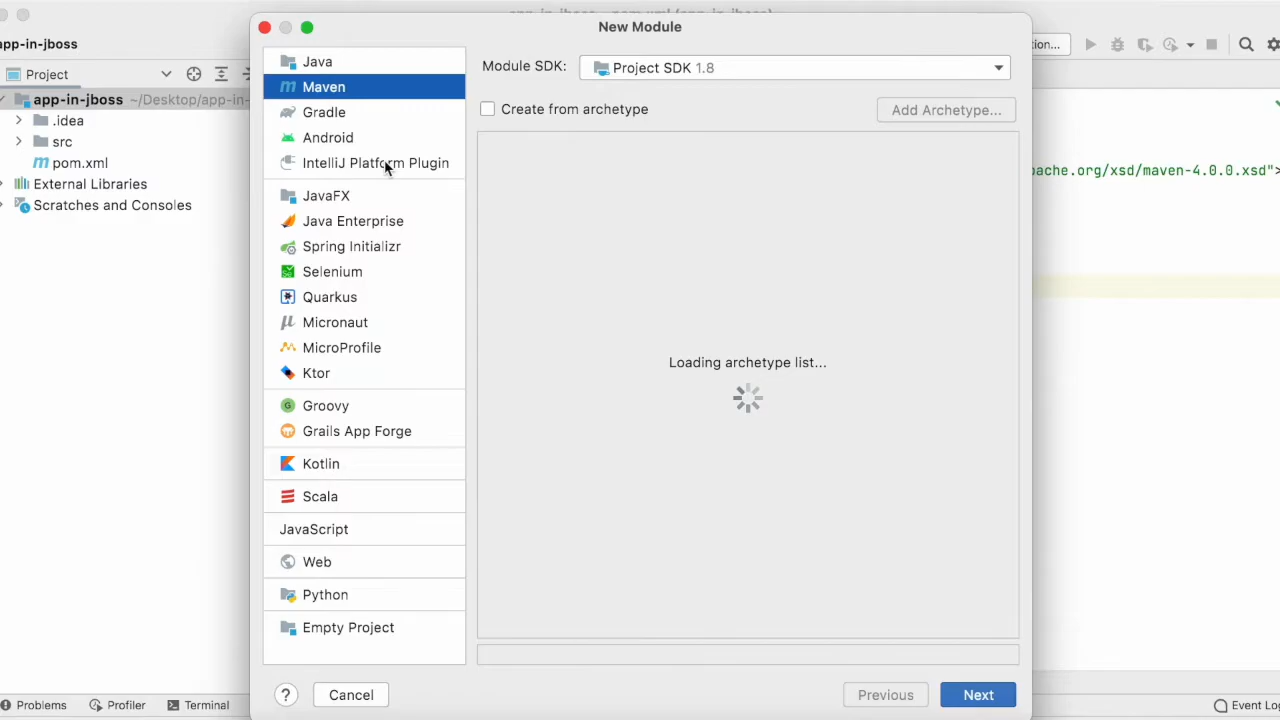 New Module
app-in-jboss
ion...
Project
app-in-jboss ~/Desktop/app-in-
.idea
src
pom.xml
External Libraries
Scratches and Consoles
Java
Maven
Gradle
Android
IntelliJ Platform Plugin
JavaFX
Java Enterprise
Spring Initializr
Selenium
Quarkus
Micronaut
MicroProfile
Ktor
Groovy
Grails App Forge
Kotlin
Scala
JavaScript
Web
Python
Empty Project
Module SDK:
Project SDK 1.8
Create from archetype
Add Archetype...
Loading archetype list...
pache.org/xsd/maven-4.0.0.xsd">
?
Cancel
Previous
Next
Problems
Profiler
Terminal
Event Log